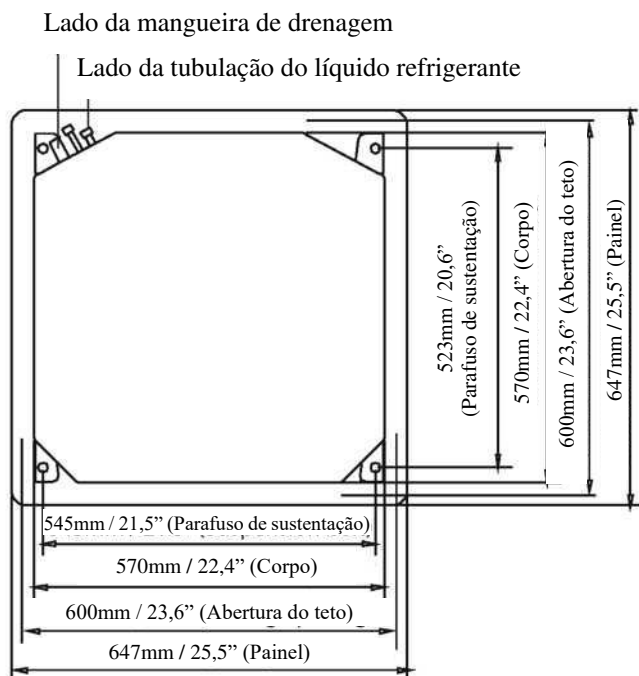 Lado da mangueira de drenagem
Lado da tubulação do líquido refrigerante
523mm / 20,6”
(Parafuso de sustentação)
570mm / 22,4” (Corpo)
600mm / 23,6” (Abertura do teto)
647mm / 25,5” (Painel)
545mm / 21,5” (Parafuso de sustentação)
570mm / 22,4” (Corpo)
600mm / 23,6” (Abertura do teto)
647mm / 25,5” (Painel)